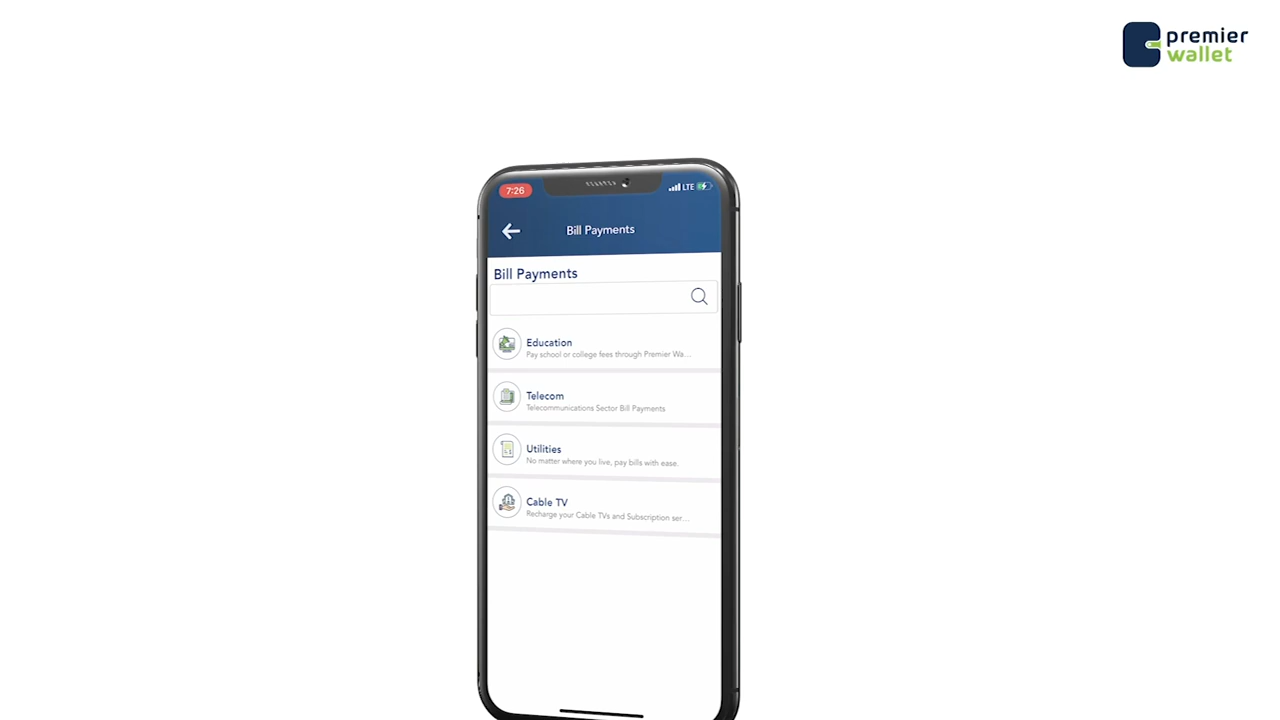 premier
wallet
7:26
LTE
Bill Payments
Bill Payments
Education
Pay school or college fees through Premier Wa...
Telecom
Telecommunications Sector Bill Payments
Utilities
No matter where you live, pay bills with ease.
Cable TV
Recharge your Cable TVs and Subscription ser...